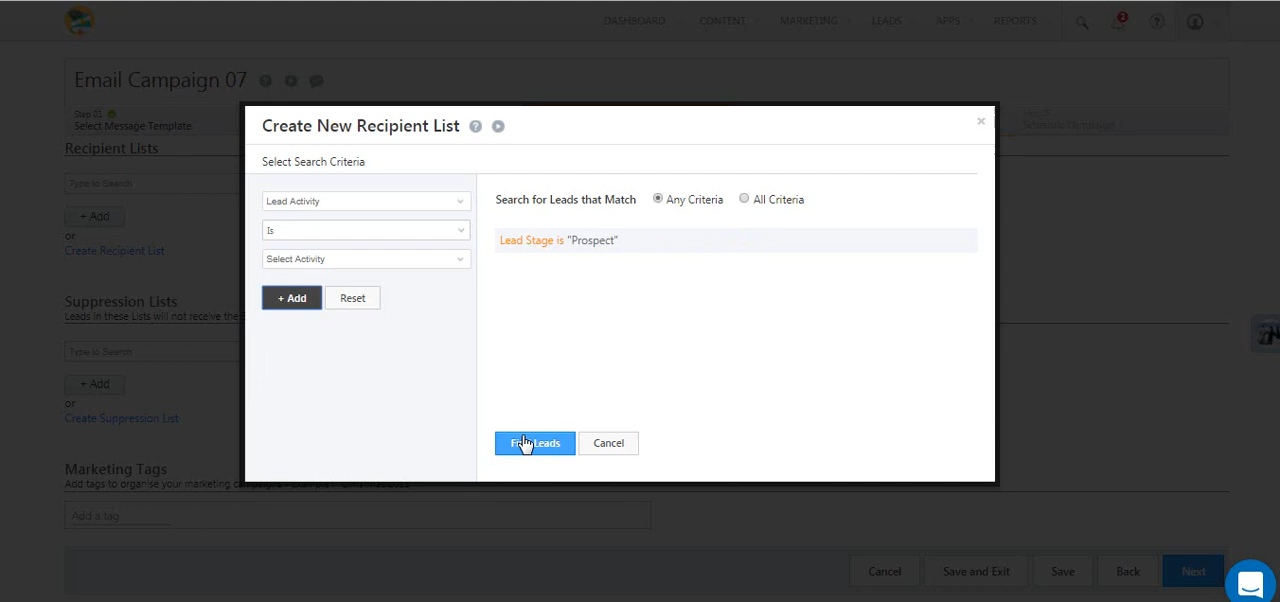 DASHBOARD CONTENT MARKETING LEADS APPS REPORTS 2
Email Campaign 07
Step 01
Select Message Template
Schedule Campaign
Create New Recipient List
Select Search Criteria
Lead Activity
Is
Select Activity
+ Add Reset
Search for Leads that Match Any Criteria All Criteria
Lead Stage is "Prospect"
Leads Cancel
Recipient Lists
Type to Search
+ Add
or
Create Recipient List
Suppression Lists
Leads in these Lists will not receive the
Type to Search
+ Add
or
Create Suppression List
Marketing Tags
Add tags to organise your marketing
Add a tag
Cancel Save and Exit Save Back Next